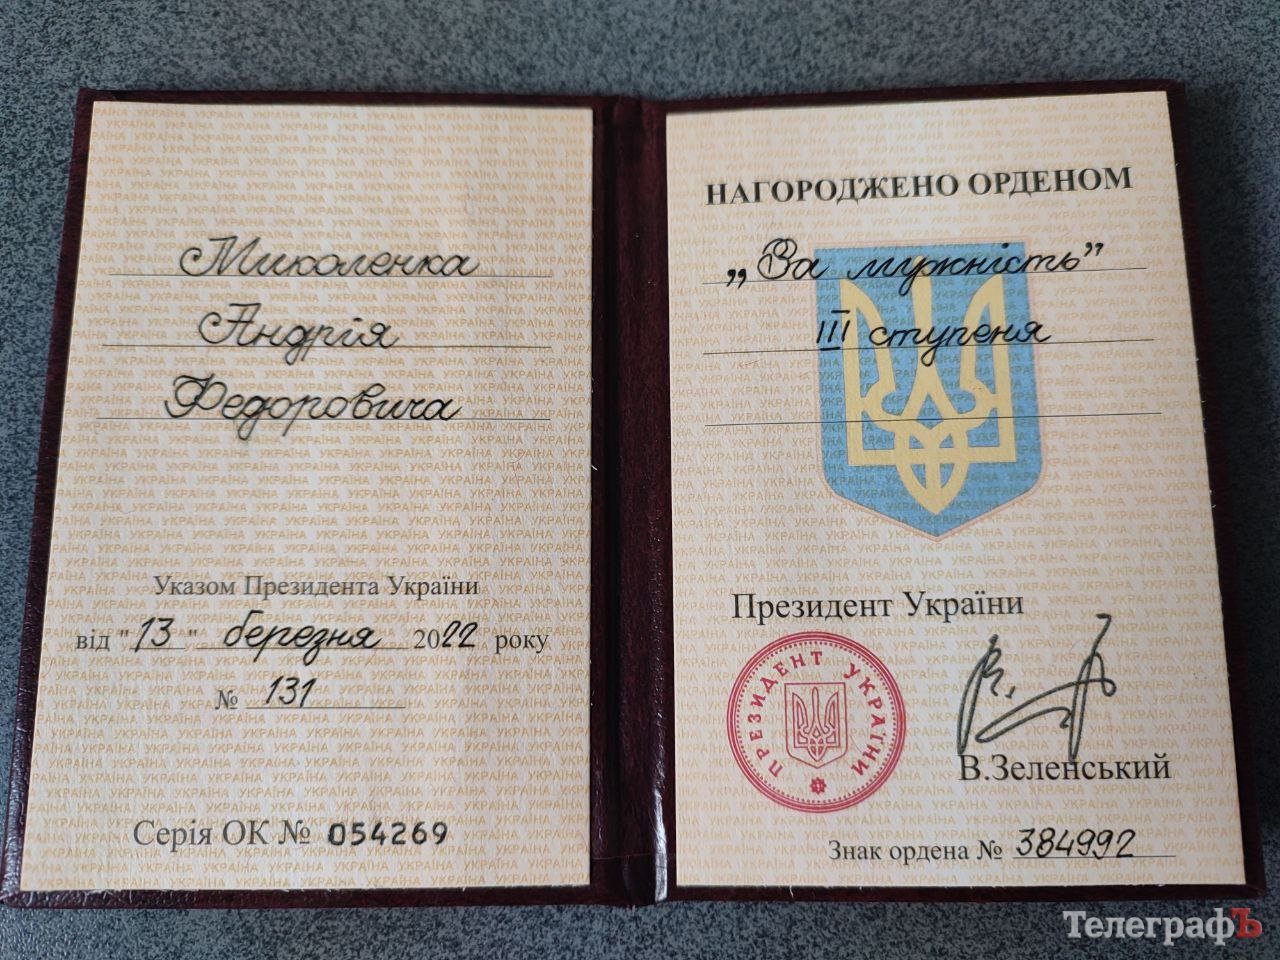 Миколенка
Андрія
Федоровича
Указом Президента України
від "13" березня 2022 року
№ 131
Серія ОК № 054269
НАГОРОДЖЕНО ОРДЕНОМ
„За мужність”
III ступеня
Президент України
ПРЕЗИДЕНТ УКРАЇНИ
В.Зеленський
Знак ордена № 384992
ТелеграфЪ